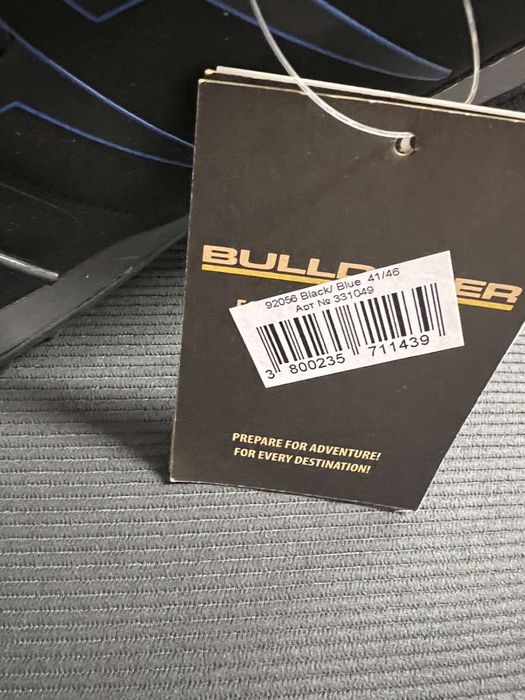 92056 Black/ Blue 41/46
Арт № 331049
3 800235 711439
PREPARE FOR ADVENTURE!
FOR EVERY DESTINATION!